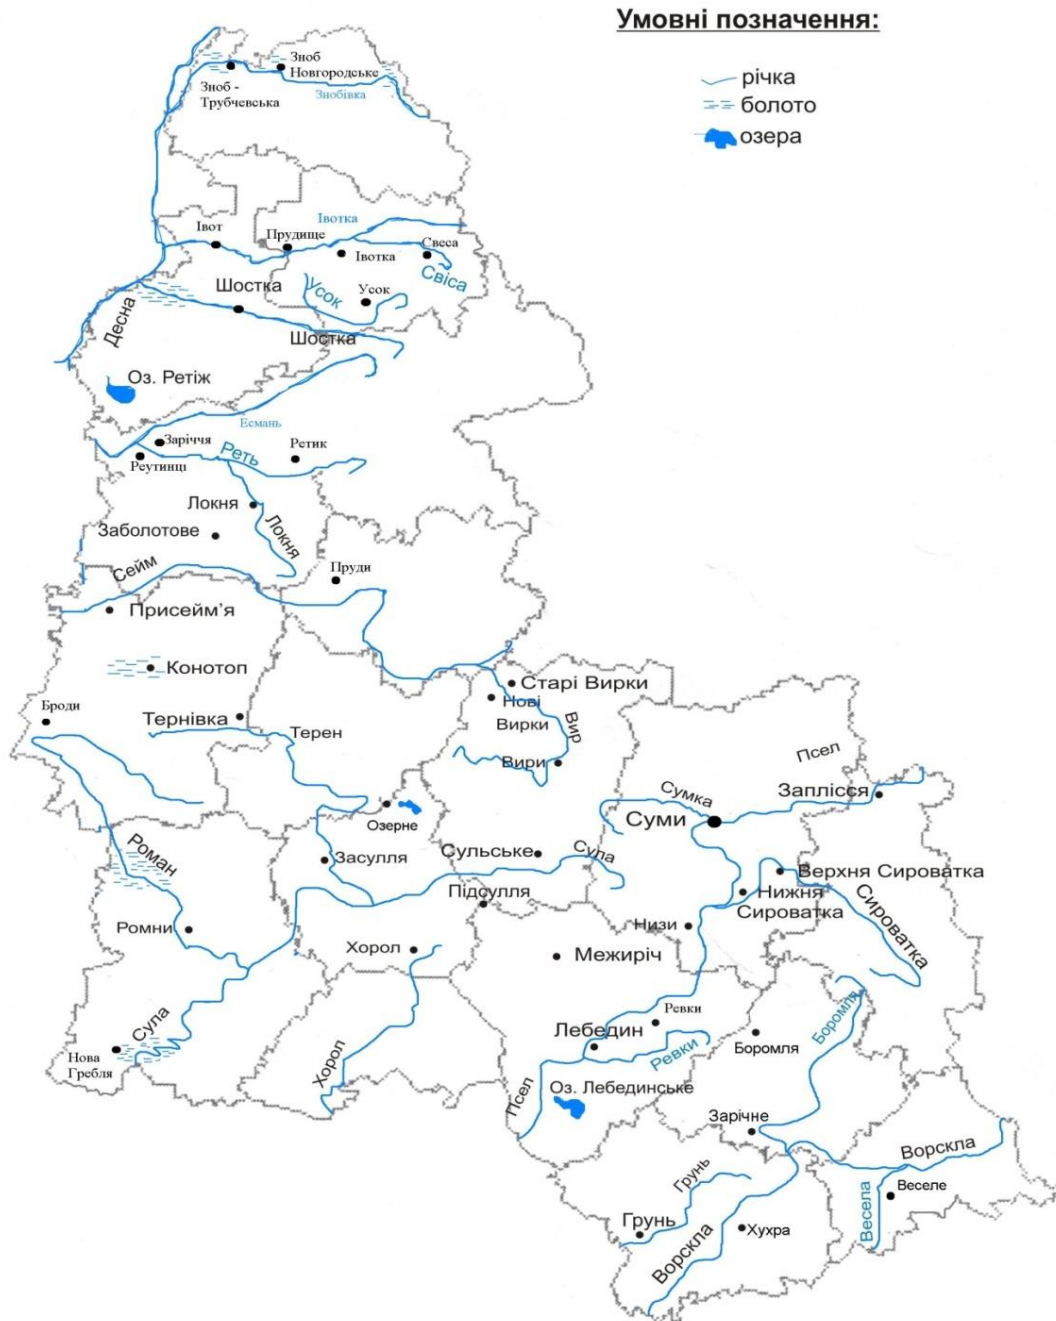 Умовні позначення:
річка
болото
озера
Зноб
Новгородське
Зноб -
Трубчевська
Знобівка
Івотка
Івот
Прудище
Івотка
Свеса
Свіса
Шостка
Усок
Усок
Десна
Шостка
Оз. Ретіж
Есмань
Заріччя
Реутинці
Реть
Ретик
Локня
Локня
Заболотове
Сейм
Пруди
Присейм’я
Конотоп
Старі Вирки
Нові
Вирки
Броди
Тернівка
Терен
Вир
Вири
Псел
Сумка
Заплісся
Суми
Озерне
Роман
Засулля
Сульське
Сула
Верхня Сироватка
Підсулля
Нижня
Сироватка
Сироватка
Ромни
Хорол
Низи
Межиріч
Сула
Нова
Гребля
Хорол
Ревки
Лебедин
Ревки
Боромля
Боромля
Псел
Оз. Лебединське
Зарічне
Ворскла
Грунь
Веселе
Весела
Грунь
Ворскла
Хухра